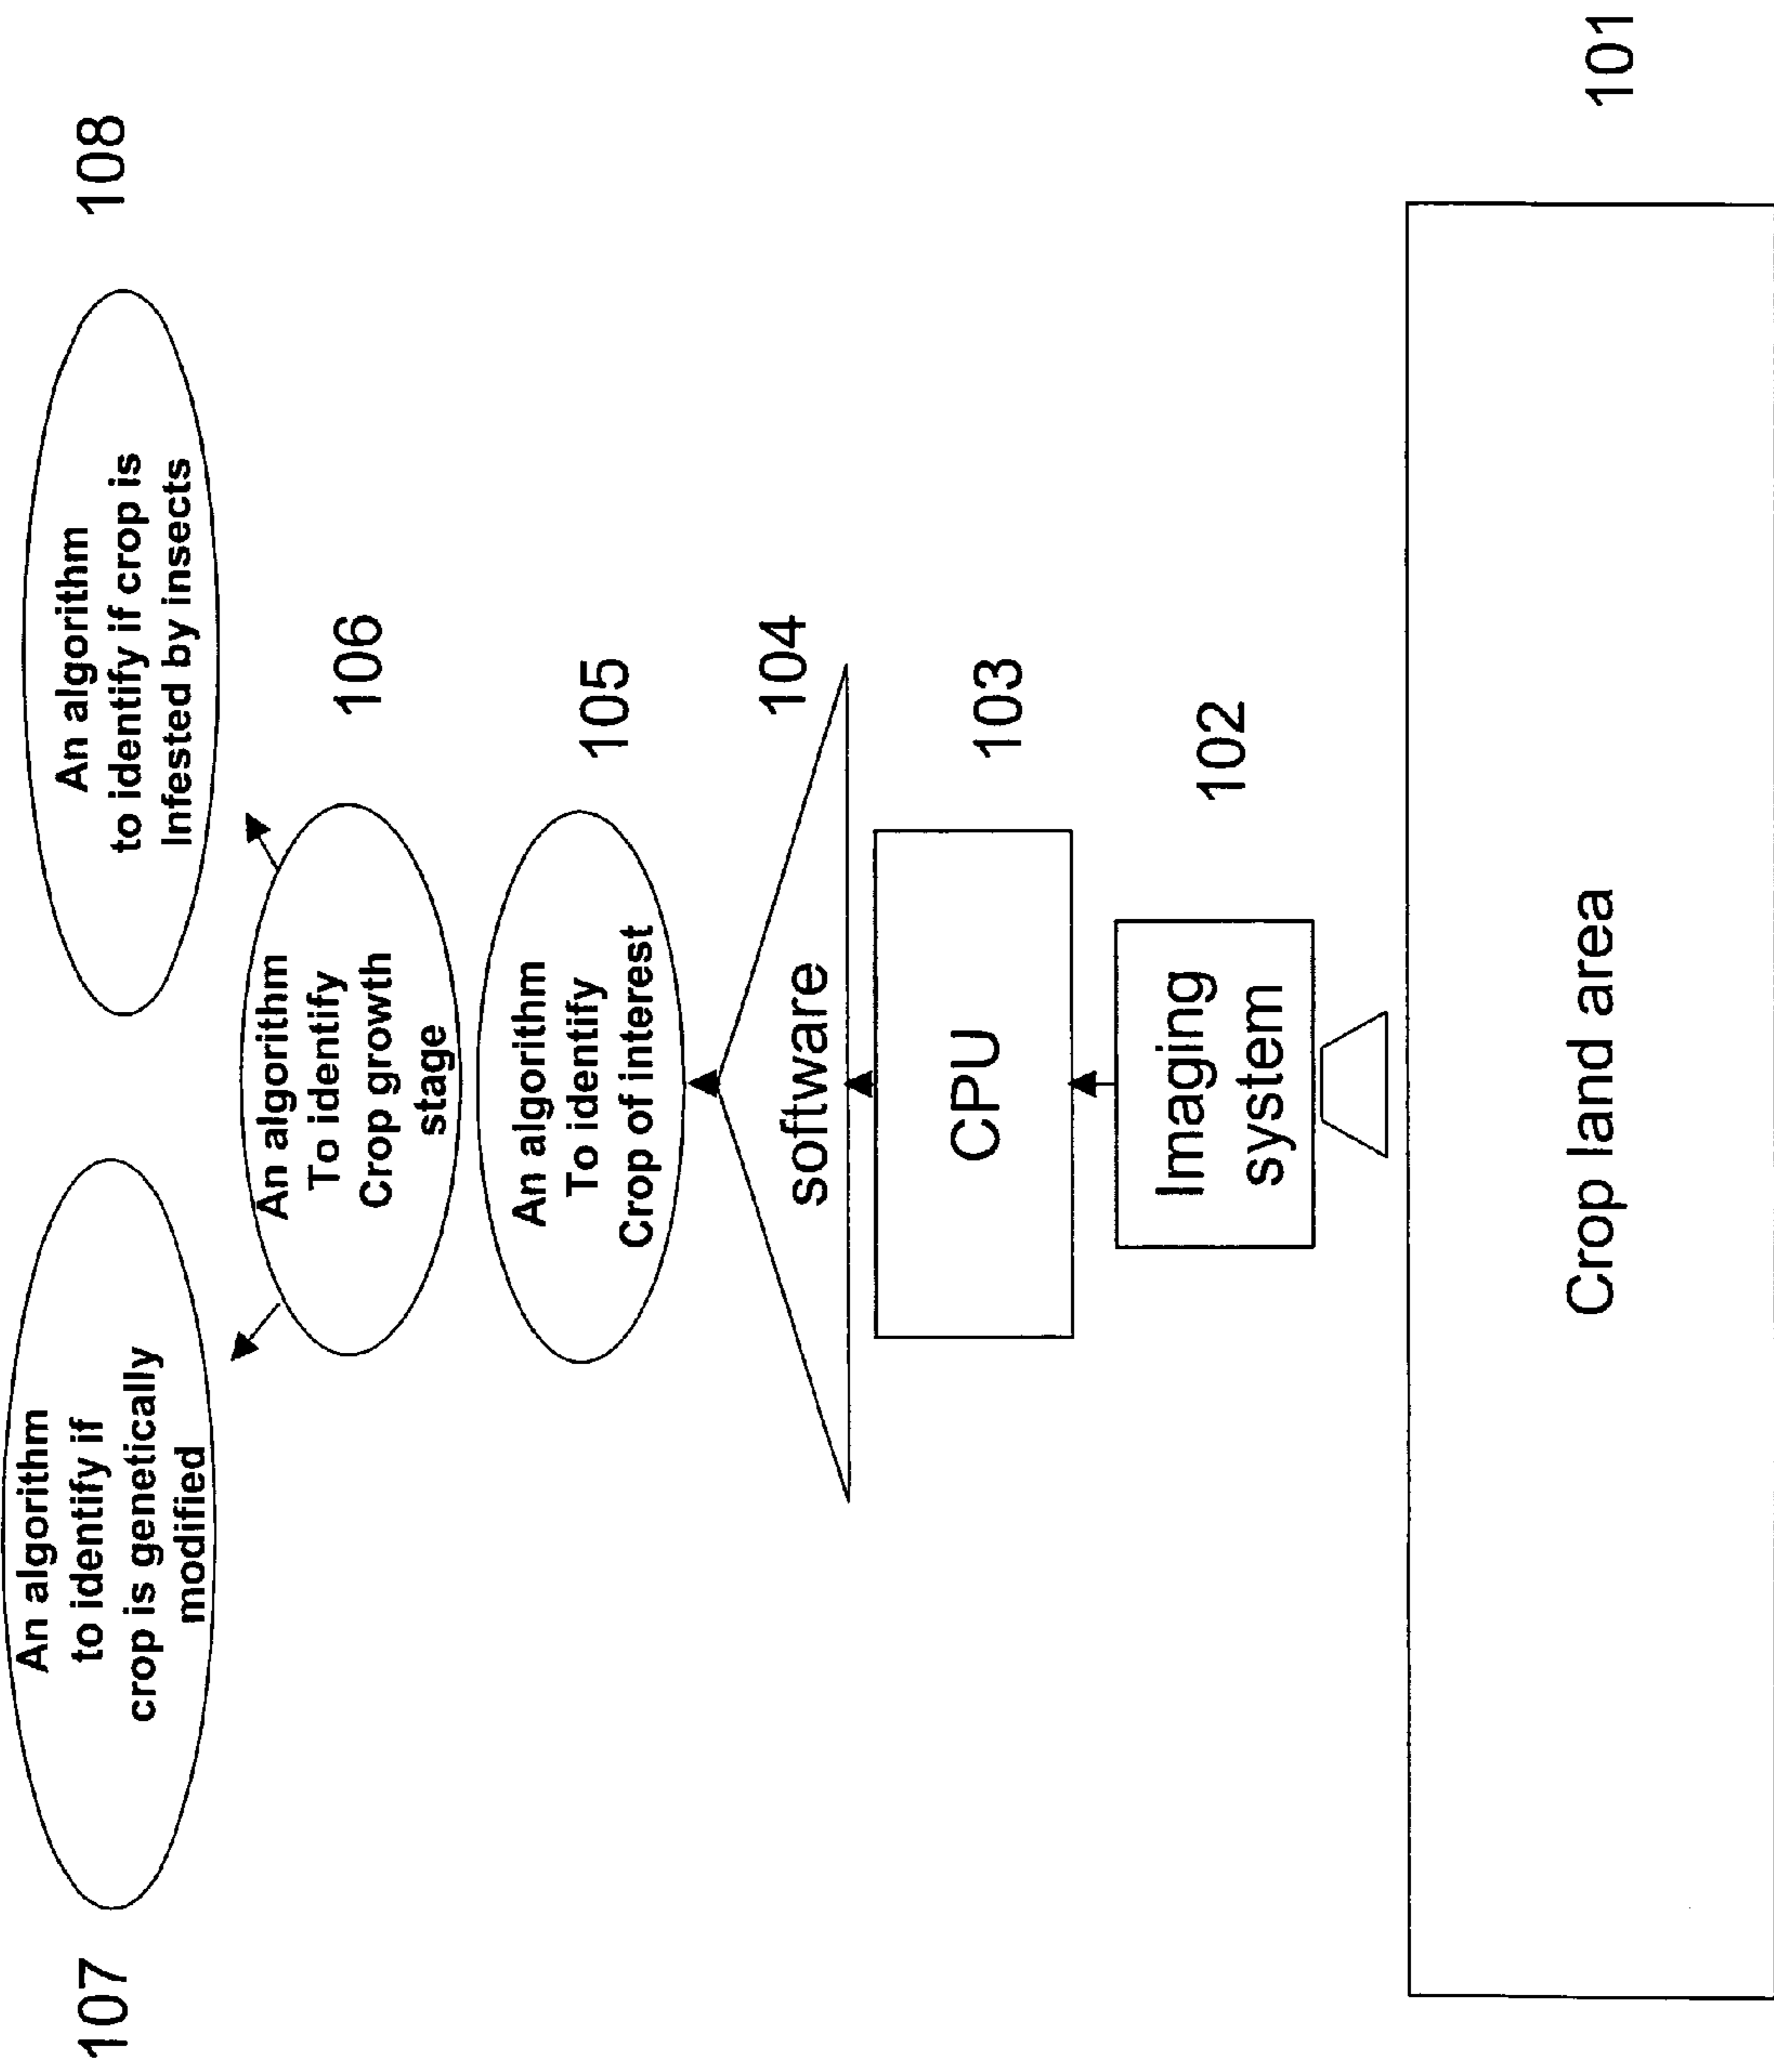 107
An algorithm
to identify if
crop is genetically
modified
An algorithm
to identify if crop is
Infested by insects
108
An algorithm
To identify
Crop growth
stage
106
An algorithm
To identify
Crop of interest
105
software
104
CPU
103
Imaging
system
102
Crop land area
101